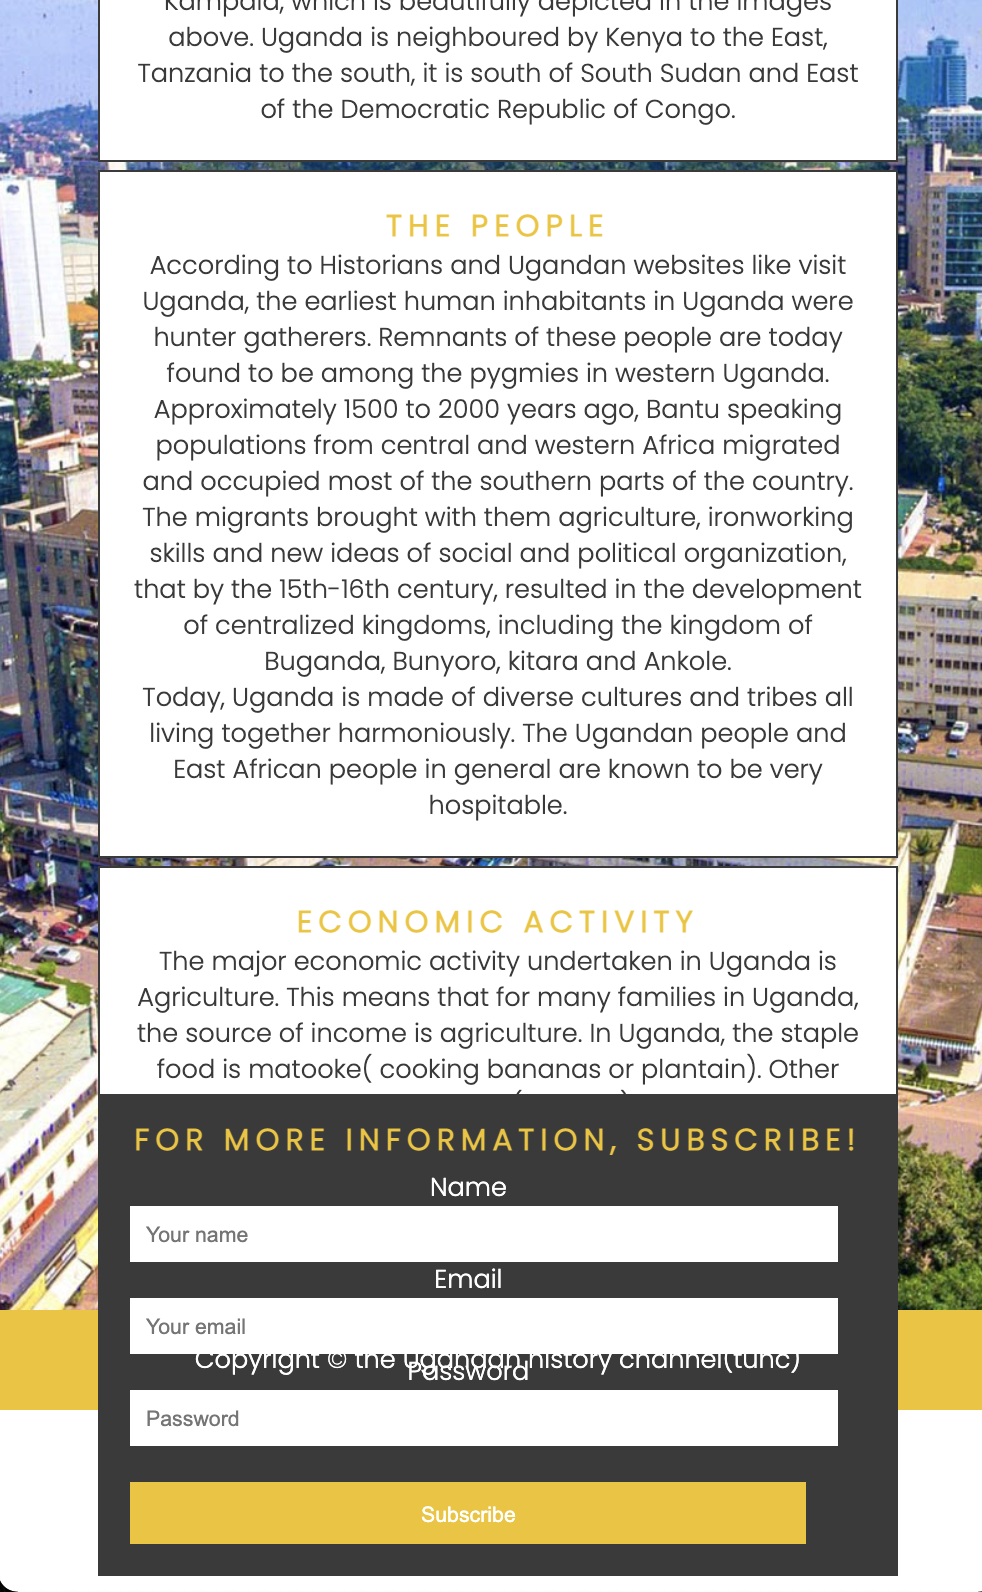 Kampala, which is beautifully depicted in the images
above. Uganda is neighboured by Kenya to the East,
Tanzania to the south, it is south of South Sudan and East
of the Democratic Republic of Congo.
THE PEOPLE
According to Historians and Ugandan websites like visit
Uganda, the earliest human inhabitants in Uganda were
hunter gatherers. Remnants of these people are today
found to be among the pygmies in western Uganda.
Approximately 1500 to 2000 years ago, Bantu speaking
populations from central and western Africa migrated
and occupied most of the southern parts of the country.
The migrants brought with them agriculture, ironworking
skills and new ideas of social and political organization,
that by the 15th-16th century, resulted in the development
of centralized kingdoms, including the kingdom of
Buganda, Bunyoro, kitara and Ankole.
Today, Uganda is made of diverse cultures and tribes all
living together harmoniously. The Ugandan people and
East African people in general are known to be very
hospitable.
ECONOMIC ACTIVITY
The major economic activity undertaken in Uganda is
Agriculture. This means that for many families in Uganda,
the source of income is agriculture. In Uganda, the staple
food is matooke( cooking bananas or plantain). Other
FOR MORE INFORMATION, SUBSCRIBE!
Name
Your name
Email
Your email
Copyright © the Ugandan history channel(tuhc)
Password
Password
Subscribe